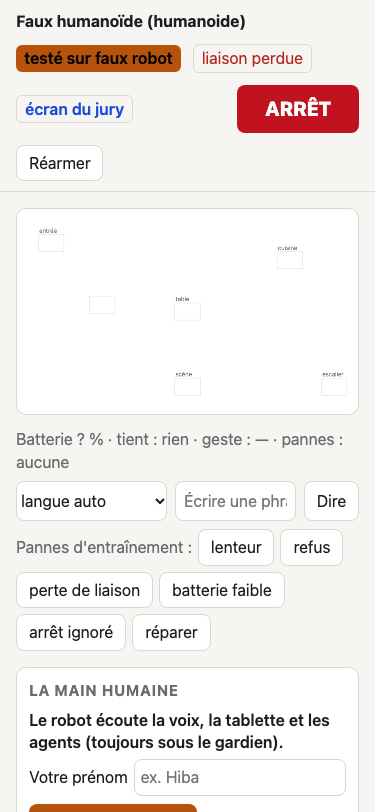 Faux humanoïde (humanoide)
testé sur faux robot
liaison perdue
écran du jury
ARRÊT
Réarmer
entrée
cuisine
table
scène
escalier
Batterie ? % · tient : rien · geste : — · pannes :
aucune
langue auto
Écrire une phra
Dire
Pannes d'entraînement :
lenteur
refus
perte de liaison
batterie faible
arrêt ignoré
réparer
LA MAIN HUMAINE
Le robot écoute la voix, la tablette et les
agents (toujours sous le gardien).
Votre prénom
ex. Hiba